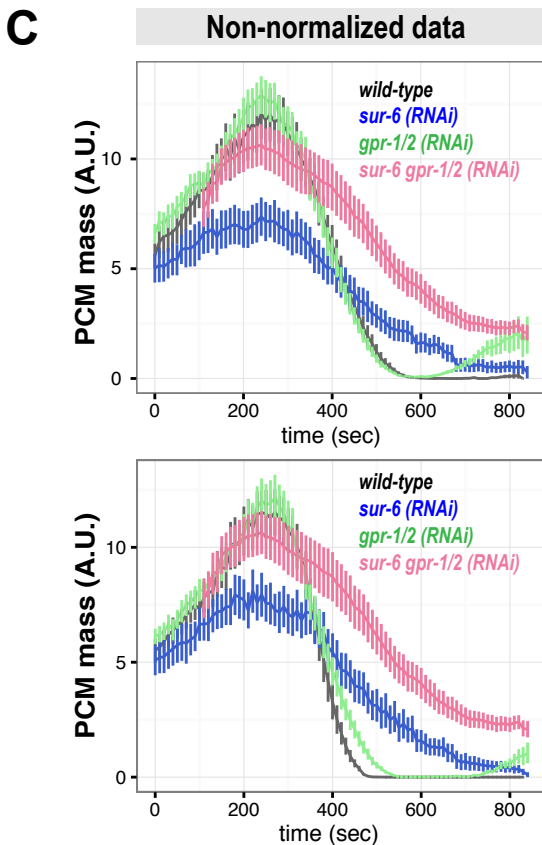 C
Non-normalized data
wild-type
sur-6 (RNAi)
gpr-1/2 (RNAi)
sur-6 gpr-1/2 (RNAi)
PCM mass (A.U.)
10
5
0
0 200 400 600 800
time (sec)
wild-type
sur-6 (RNAi)
gpr-1/2 (RNAi)
sur-6 gpr-1/2 (RNAi)
PCM mass (A.U.)
10
5
0
0 200 400 600 800
time (sec)